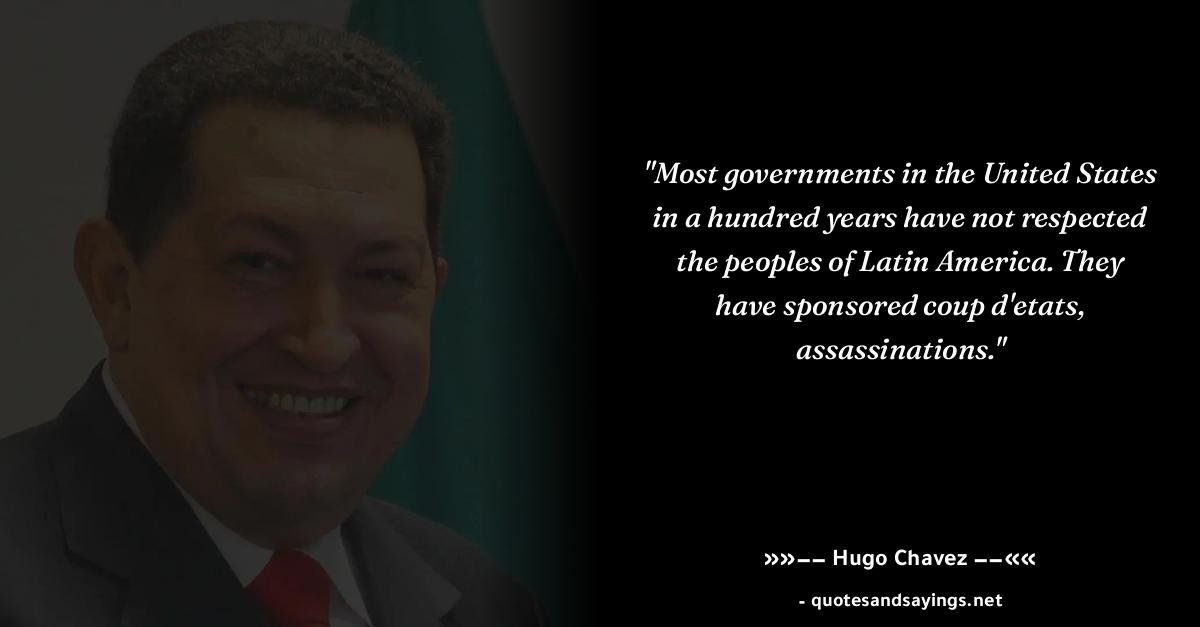 "Most governments in the United States
in a hundred years have not respected
the peoples of Latin America. They
have sponsored coup d'etats,
assassinations."
»»–– Hugo Chavez ––««
- quotesandsayings.net